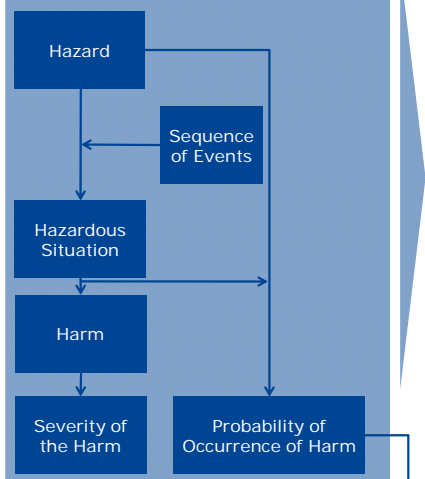 Hazard
Sequence
of Events
Hazardous
Situation
Harm
Severity of
the Harm
Probability of
Occurrence of Harm